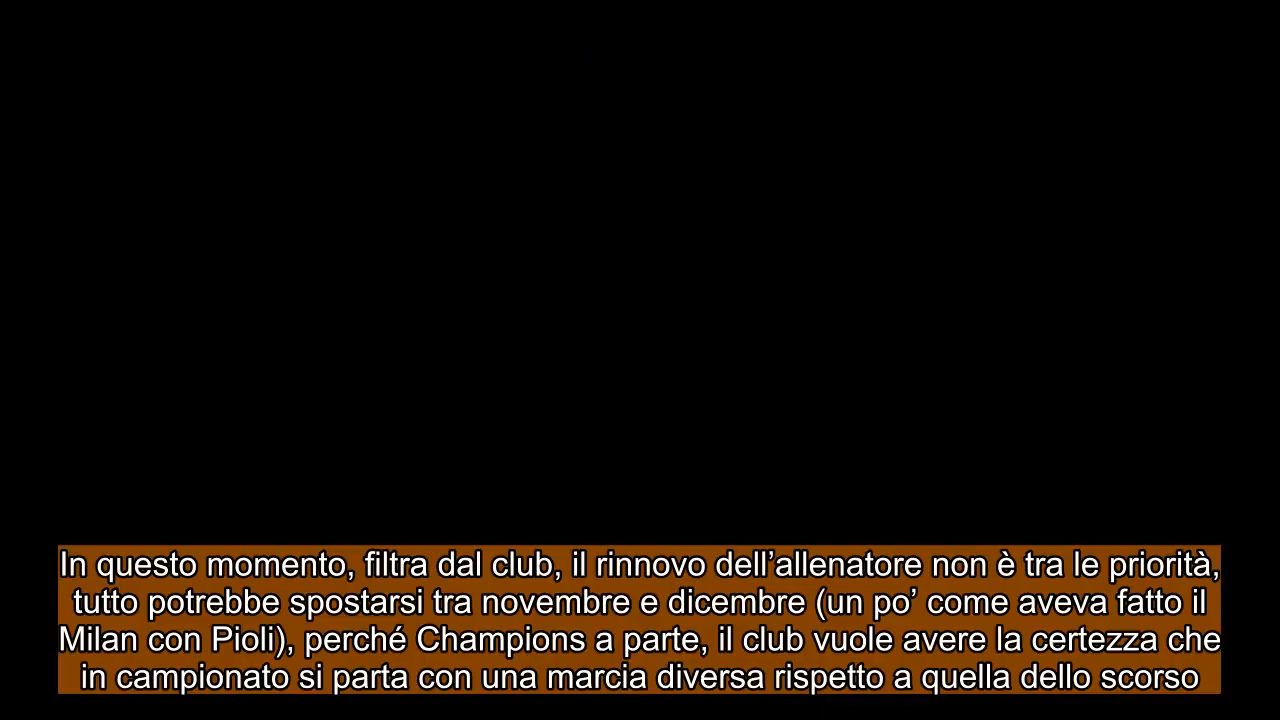 In questo momento, filtra dal club, il rinnovo dell’allenatore non è tra le priorità,
tutto potrebbe spostarsi tra novembre e dicembre (un po’ come aveva fatto il
Milan con Pioli), perché Champions a parte, il club vuole avere la certezza che
in campionato si parta con una marcia diversa rispetto a quella dello scorso